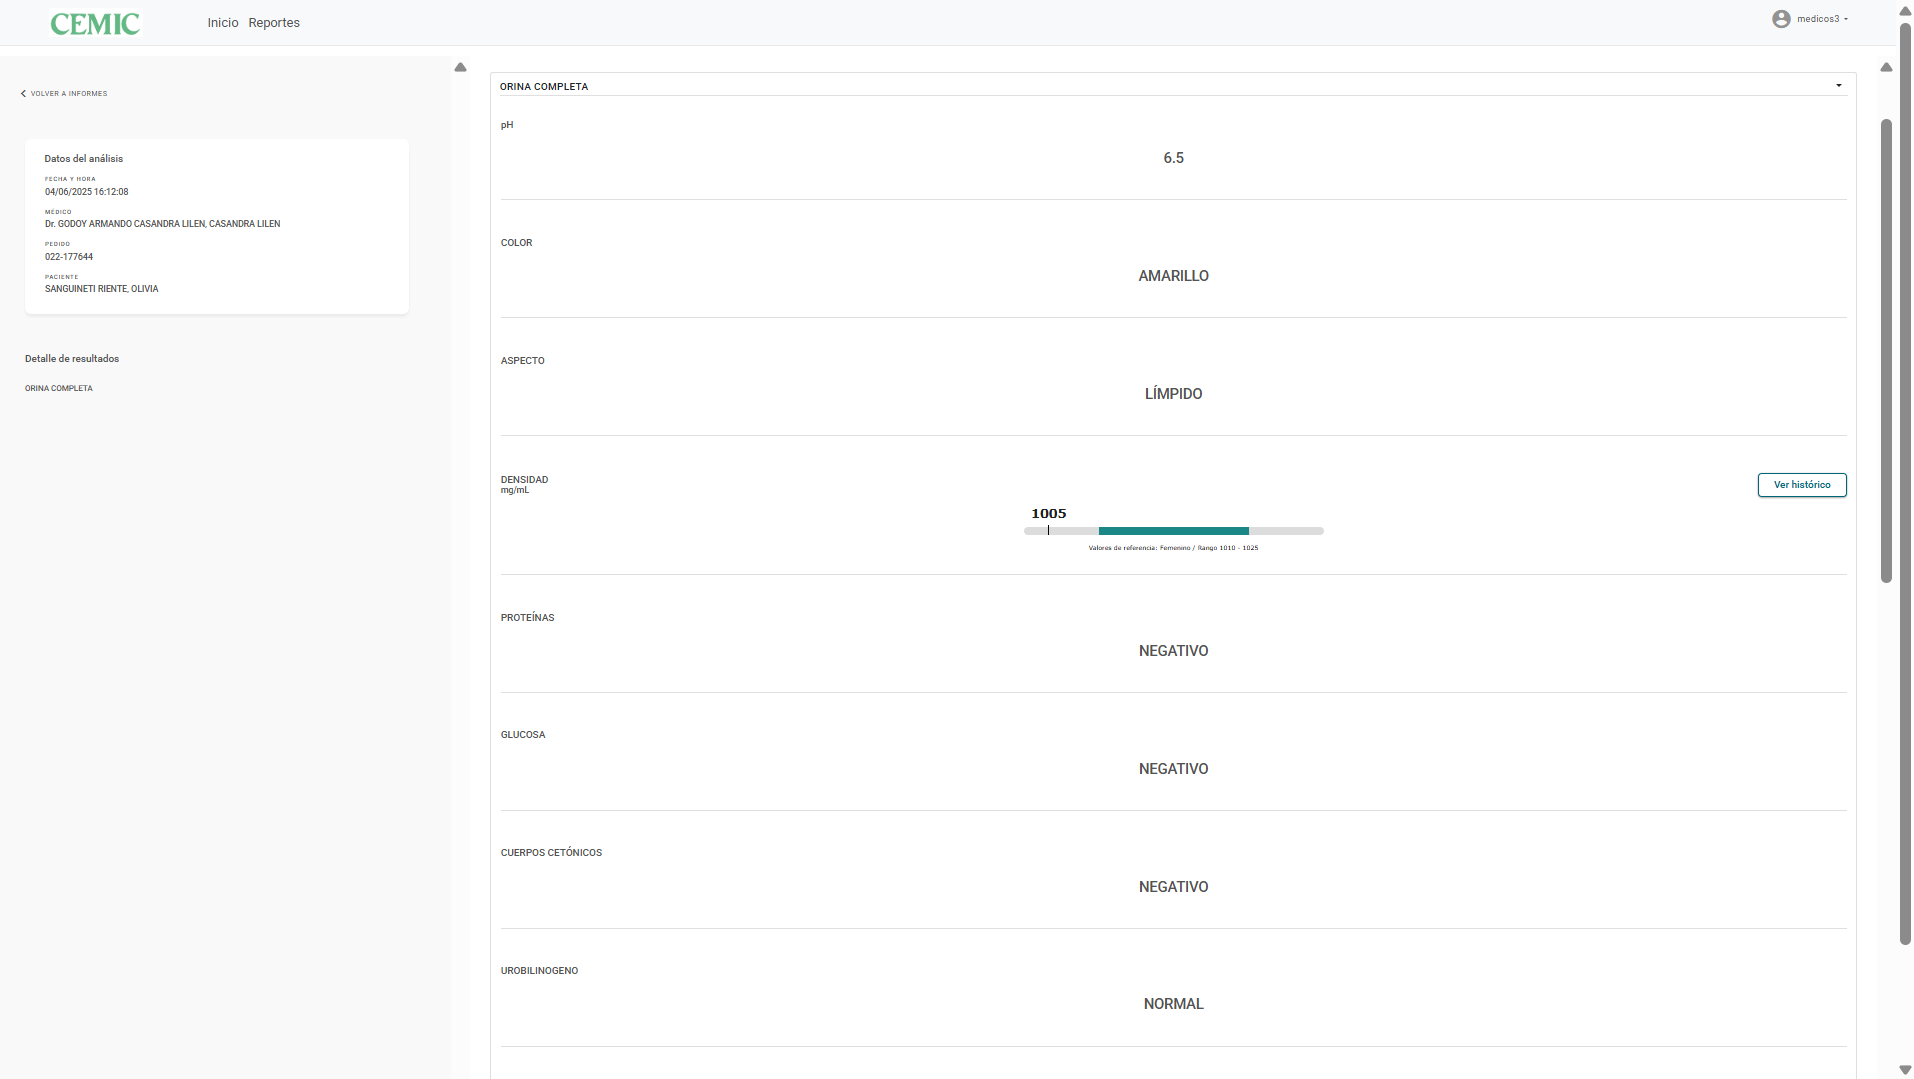 CEMIC
Inicio Reportes
medicos3
VOLVER A INFORMES
Datos del análisis
FECHA Y HORA
04/06/2025 16:12:08
MÉDICO
Dr. GODOY ARMANDO CASANDRA LILEN, CASANDRA LILEN
PEDIDO
022-177644
PACIENTE
SANGUINETI RIENTE, OLIVIA
Detalle de resultados
ORINA COMPLETA
ORINA COMPLETA
pH
6.5
COLOR
AMARILLO
ASPECTO
LÍMPIDO
DENSIDAD
mg/mL
Ver histórico
1005
Valores de referencia: Femenino / Rango 1010 - 1025
PROTEÍNAS
NEGATIVO
GLUCOSA
NEGATIVO
CUERPOS CETÓNICOS
NEGATIVO
UROBILINOGENO
NORMAL